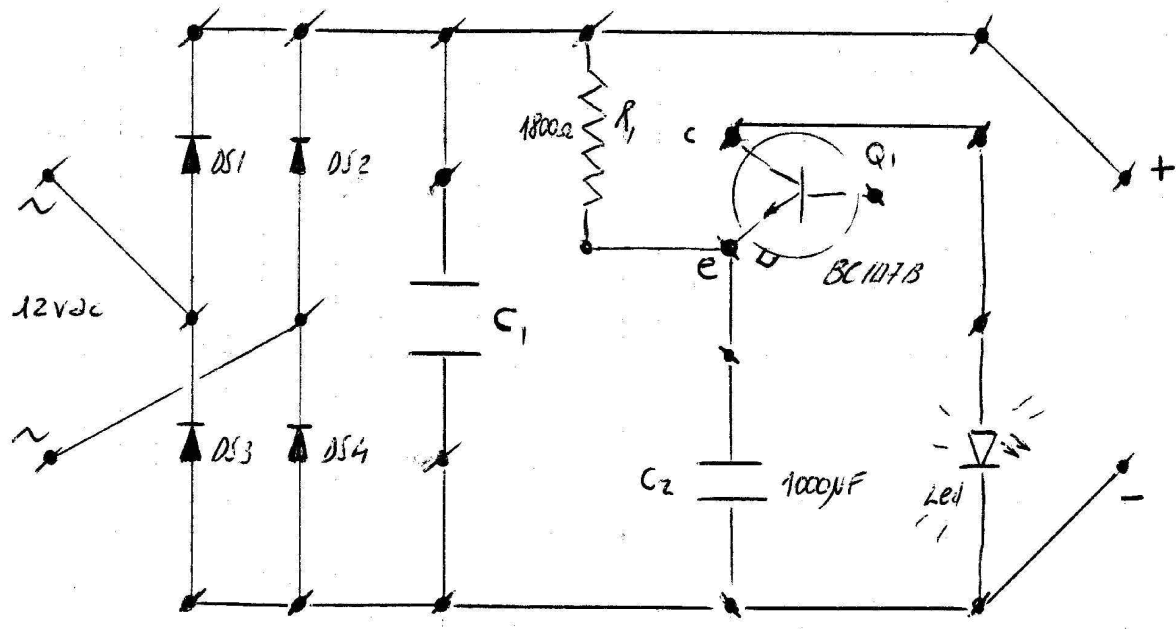 DS1
DS2
1800Ω
R1
c
Q1
+
~
12vac
C1
e
BC107B
~
DS3
DS4
C2
1000µF
Led
-